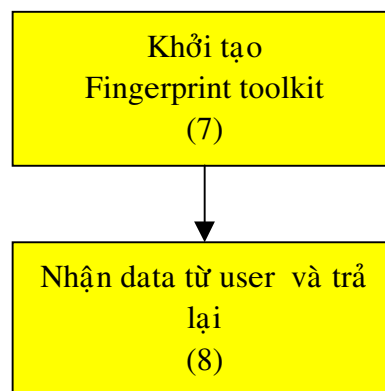 Khởi tạo
Fingerprint toolkit
(7)
Nhận data từ user và trả
lại
(8)